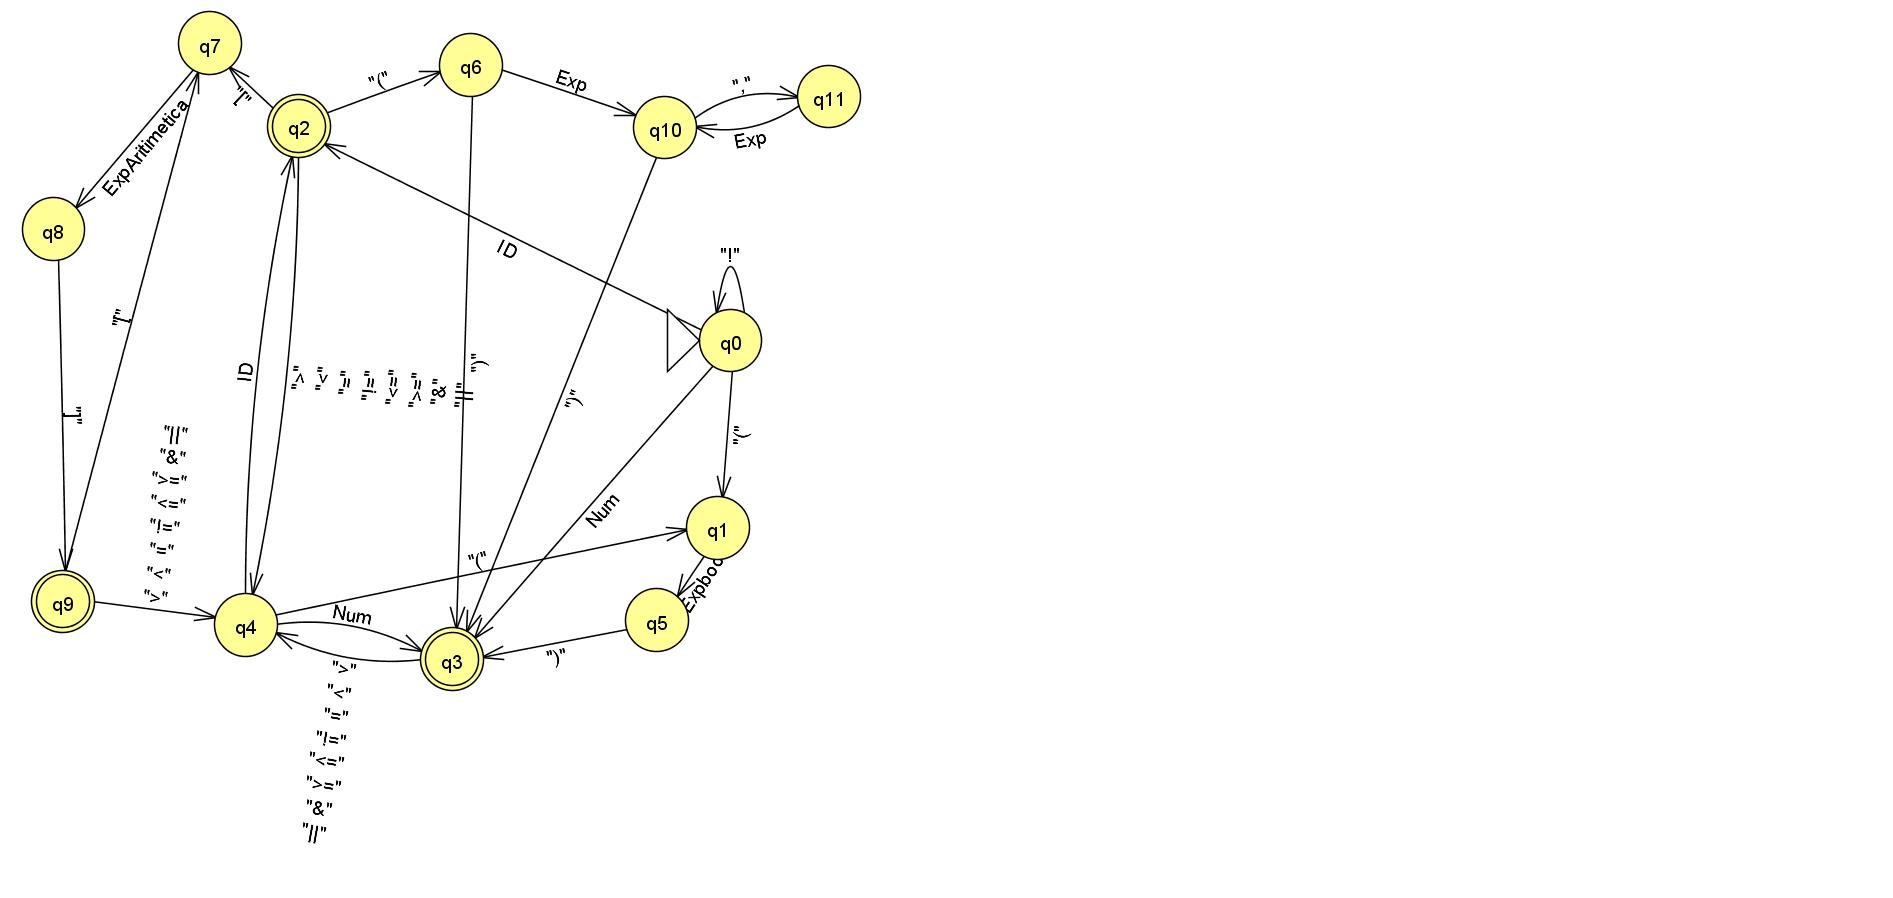 q7
q6
"["
"("
Exp
","
q11
q2
q10
Exp
ExpAritimetica
q8
ID
"!"
q0
"["
ID
">"
"<"
"="
"!="
"<="
">="
"&"
"||"
")"
")"
"]"
"("
"||"
"&"
">="
"<="
"!="
"="
"<"
">"
Num
q1
"("
q9
q4
Num
q5
q3
")"
">"
"<"
"="
"!="
"<="
">="
"&"
"||"